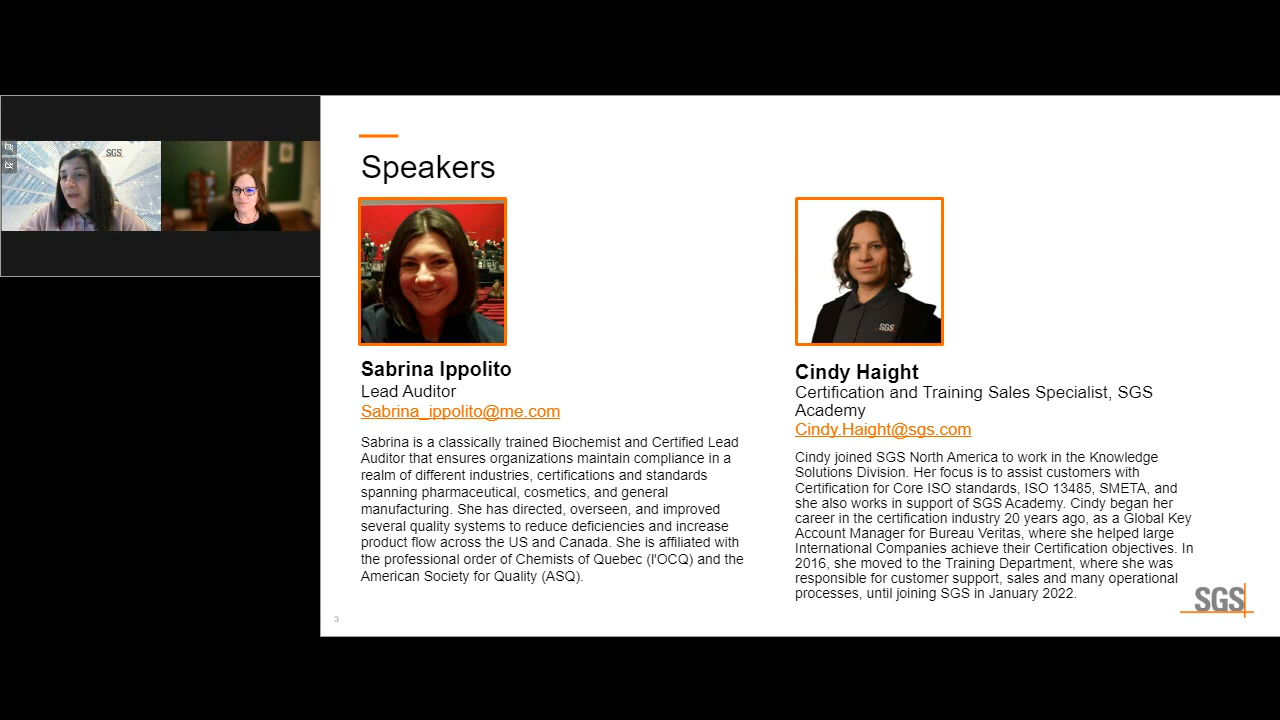 SGS
Speakers
SGS
Sabrina Ippolito
Lead Auditor
Sabrina_ippolito@me.com
Sabrina is a classically trained Biochemist and Certified Lead
Auditor that ensures organizations maintain compliance in a
realm of different industries, certifications and standards
spanning pharmaceutical, cosmetics, and general
manufacturing. She has directed, overseen, and improved
several quality systems to reduce deficiencies and increase
product flow across the US and Canada. She is affiliated with
the professional order of Chemists of Quebec (l'OCQ) and the
American Society for Quality (ASQ).
Cindy Haight
Certification and Training Sales Specialist, SGS
Academy
Cindy.Haight@sgs.com
Cindy joined SGS North America to work in the Knowledge
Solutions Division. Her focus is to assist customers with
Certification for Core ISO standards, ISO 13485, SMETA, and
she also works in support of SGS Academy. Cindy began her
career in the certification industry 20 years ago, as a Global Key
Account Manager for Bureau Veritas, where she helped large
International Companies achieve their Certification objectives. In
2016, she moved to the Training Department, where she was
responsible for customer support, sales and many operational
processes, until joining SGS in January 2022.
3
SGS